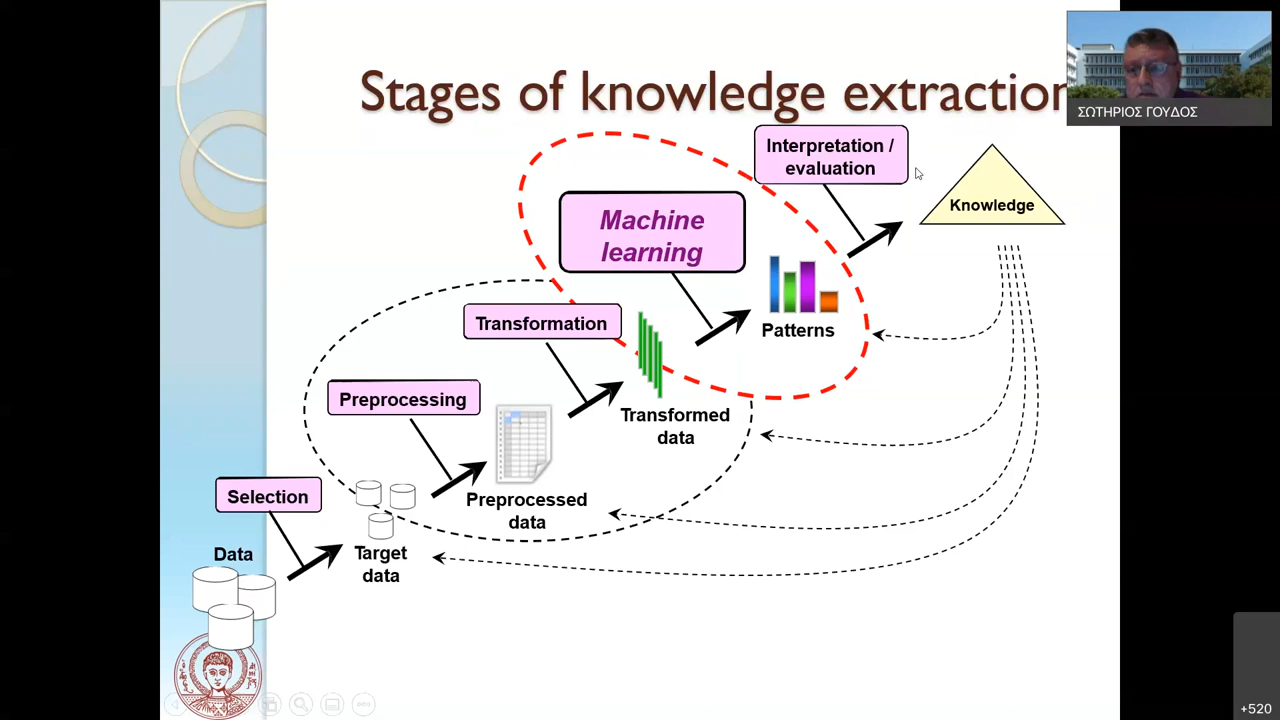 Stages of knowledge extraction
ΣΩΤΗΡΙΟΣ ΓΟΥΔΟΣ
Interpretation /
evaluation
Knowledge
Machine
learning
Patterns
Transformation
Transformed
data
Preprocessing
Preprocessed
data
Selection
Target
data
Data
+520